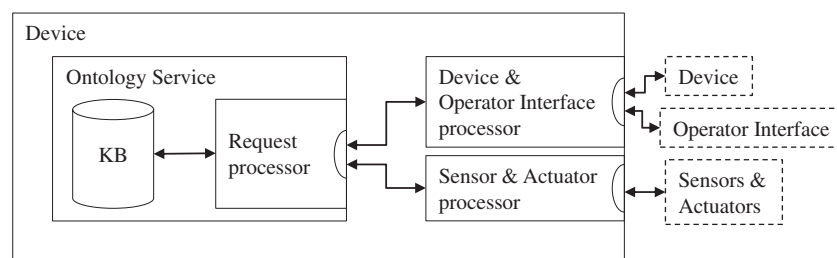 Device
Ontology Service
KB
Request
processor
Device &
Operator Interface
processor
Sensor & Actuator
processor
Device
Operator Interface
Sensors &
Actuators